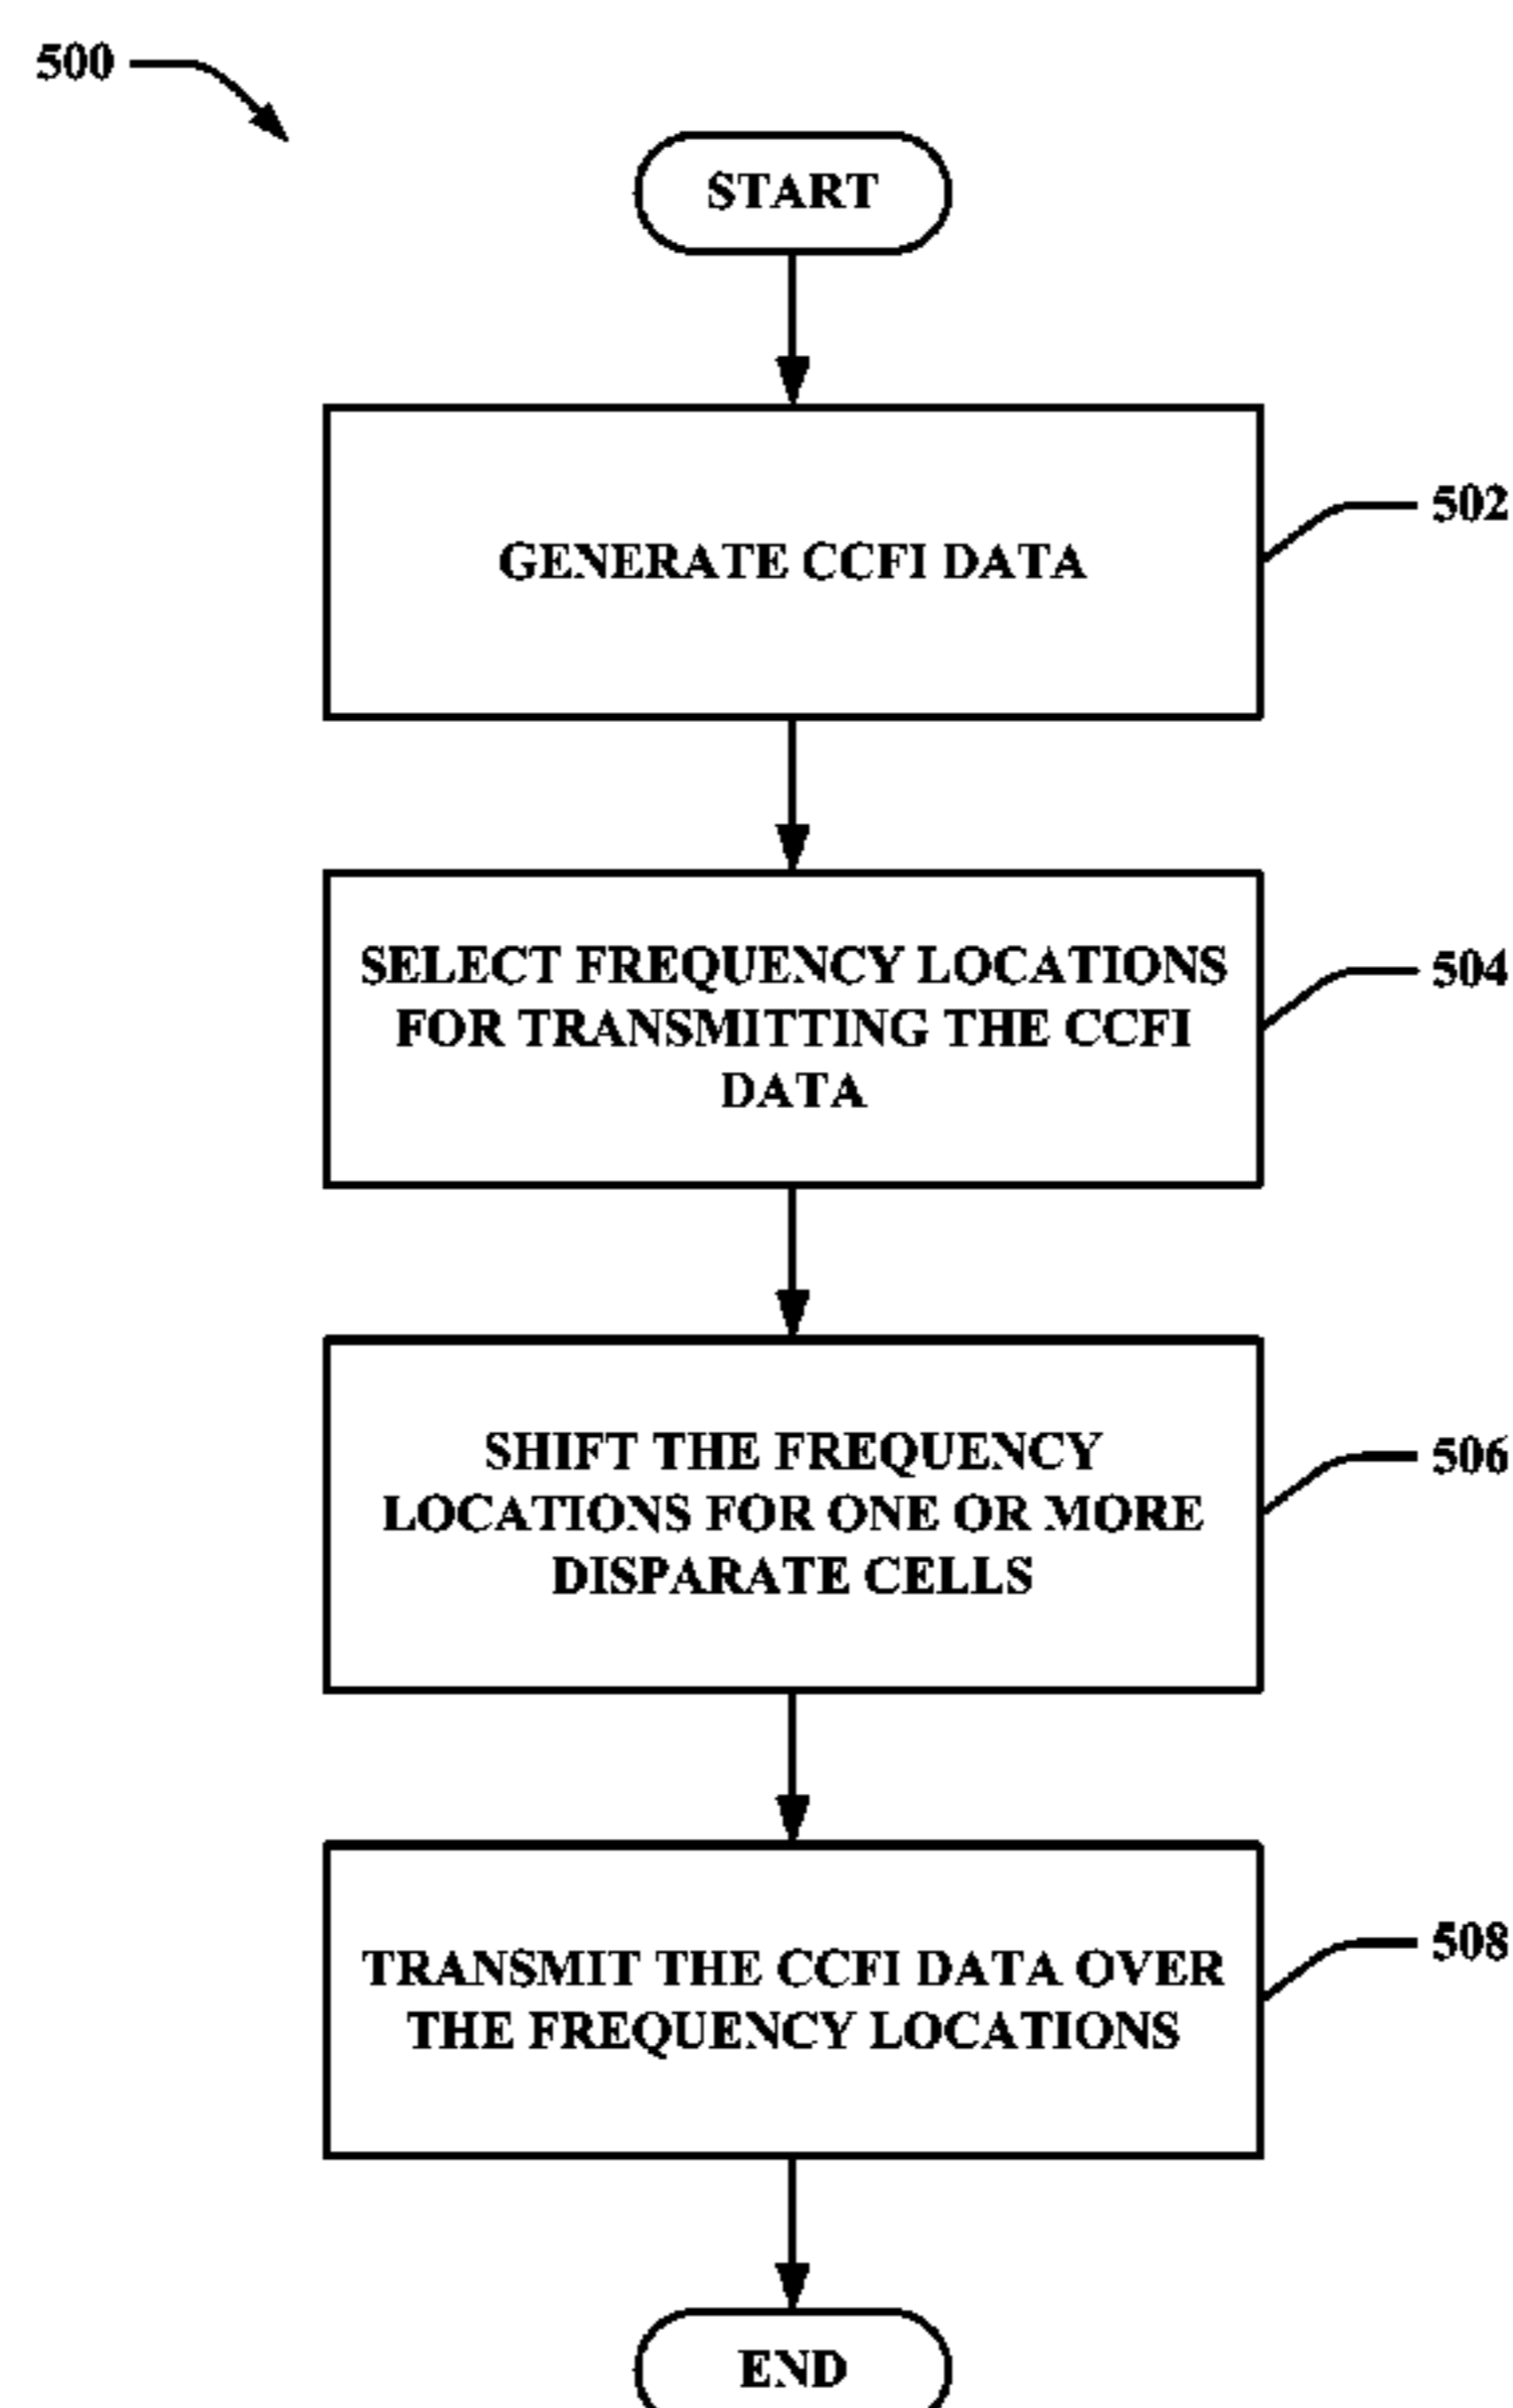 500
START
GENERATE CCFI DATA
502
SELECT FREQUENCY LOCATIONS
FOR TRANSMITTING THE CCFI
DATA
504
SHIFT THE FREQUENCY
LOCATIONS FOR ONE OR MORE
DISPARATE CELLS
506
TRANSMIT THE CCFI DATA OVER
THE FREQUENCY LOCATIONS
508
END